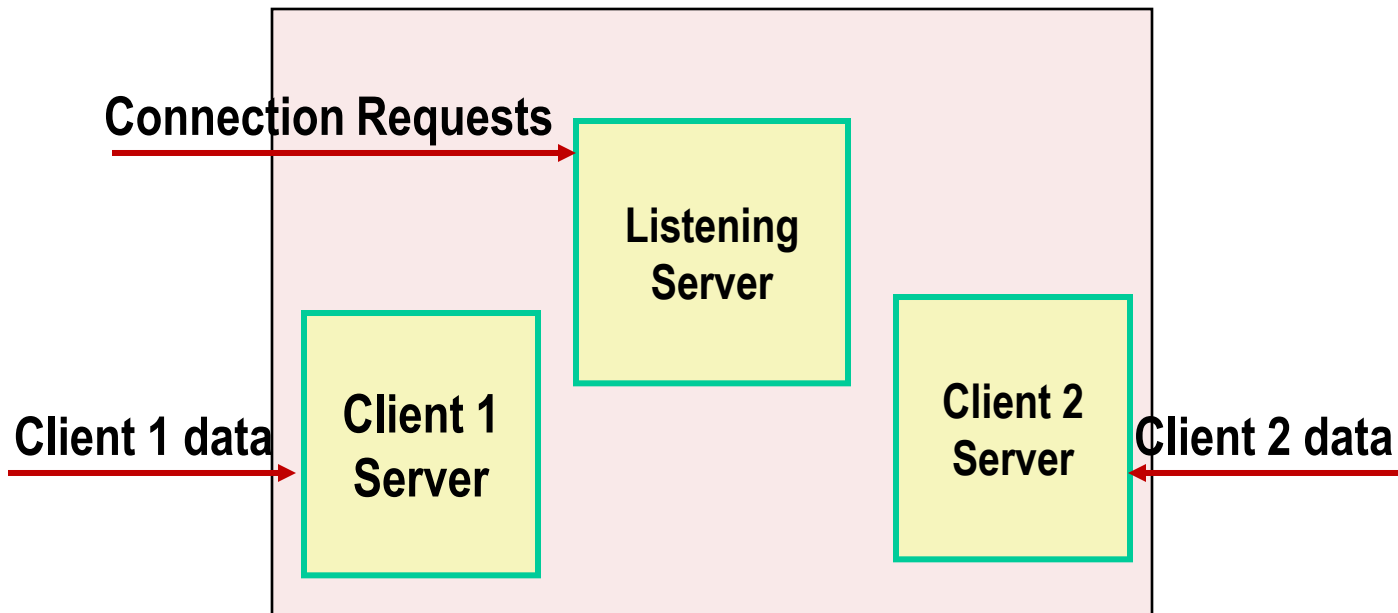 Connection Requests
Listening
Server
Client 1
Server
Client 2
Server
Client 1 data
Client 2 data